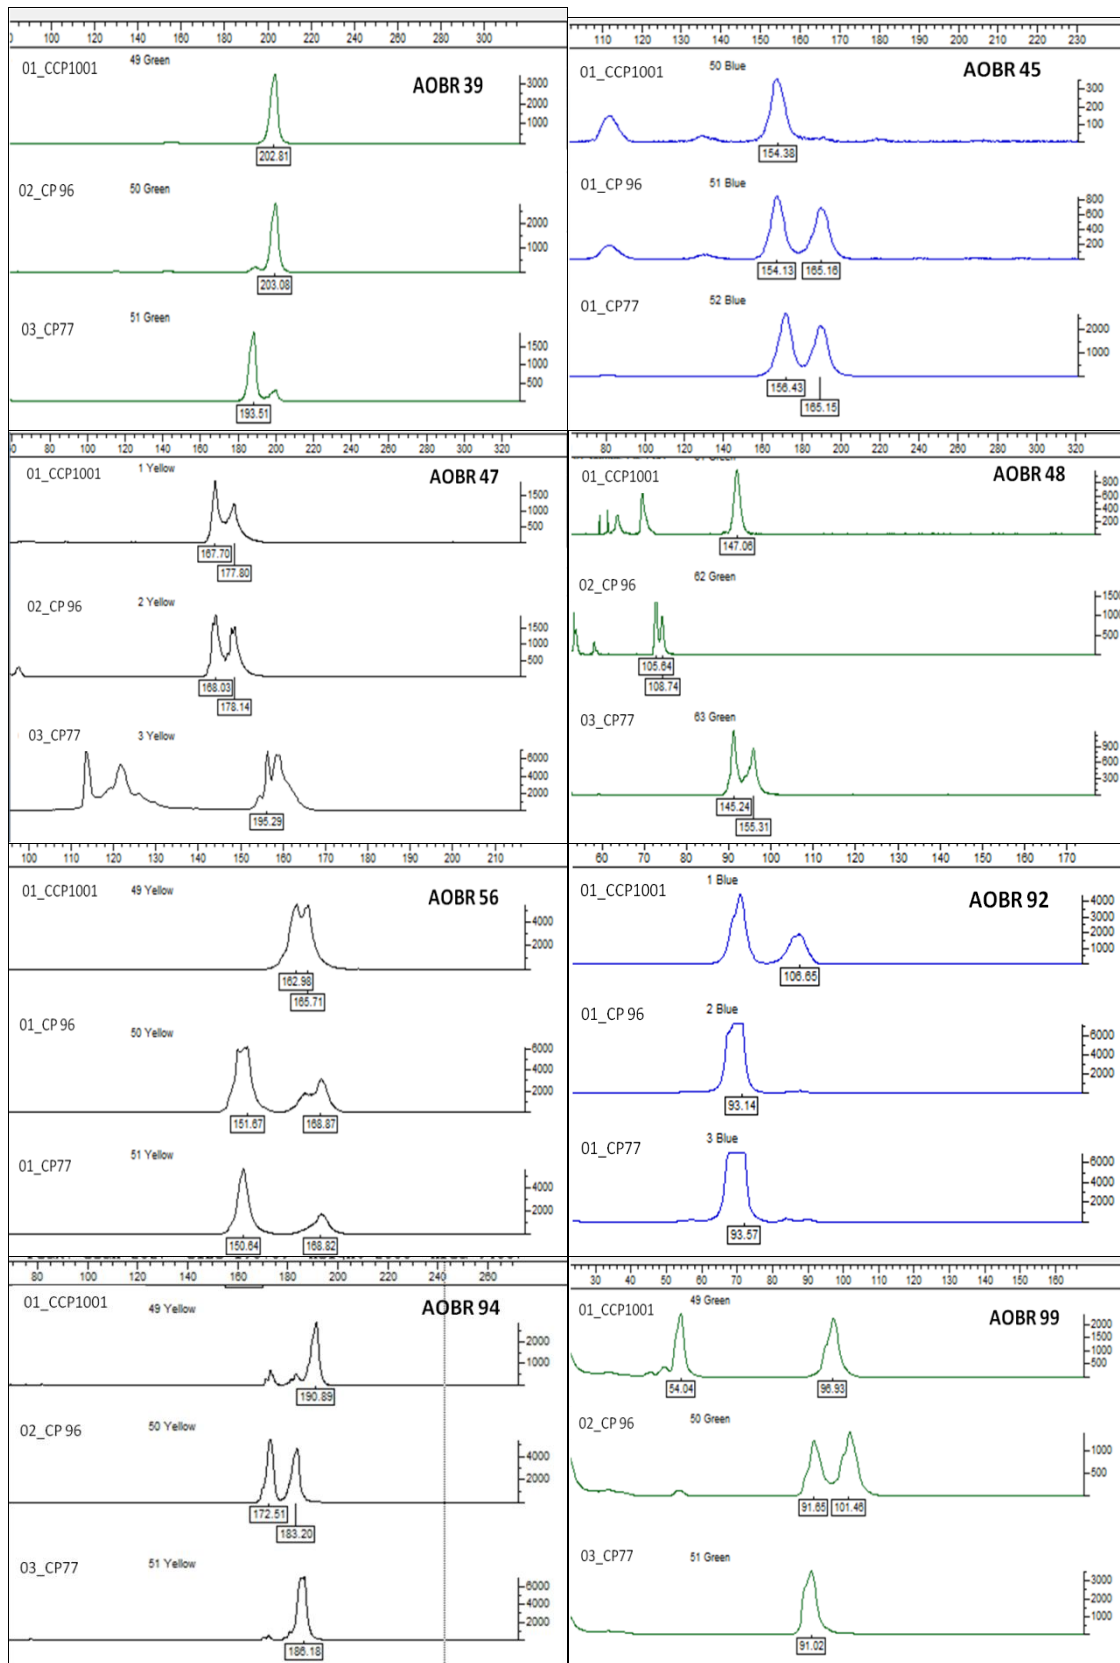 100 120 140 160 180 200 220 240 260 280 300
01_CCP1001
49 Green
AOBR 39
3000
2000
1000
202.81
02_CP 96
50 Green
2000
1000
203.08
03_CP77
51 Green
1500
1000
500
193.51
110 120 130 140 150 160 170 180 190 200 210 220 230
01_CCP1001
50 Blue
AOBR 45
300
200
100
154.38
01_CP 96
51 Blue
800
600
400
200
154.13
165.16
01_CP77
52 Blue
2000
1000
156.43
165.15
80 100 120 140 160 180 200 220 240 260 280 300 320
01_CCP1001
1 Yellow
AOBR 47
1500
1000
500
167.70
177.80
02_CP 96
2 Yellow
1500
1000
500
168.03
178.14
03_CP77
3 Yellow
6000
4000
2000
195.29
80 100 120 140 160 180 200 220 240 260 280 300 320
01_CCP1001
AOBR 48
800
600
400
200
147.06
02_CP 96
62 Green
1500
1000
500
105.64
108.74
03_CP77
63 Green
900
600
300
145.24
155.31
100 110 120 130 140 150 160 170 180 190 200 210
01_CCP1001
49 Yellow
AOBR 56
4000
2000
162.98
165.71
01_CP 96
50 Yellow
6000
4000
2000
151.67
168.87
01_CP77
51 Yellow
4000
2000
150.64
168.82
60 70 80 90 100 110 120 130 140 150 160 170
01_CCP1001
1 Blue
AOBR 92
4000
3000
2000
1000
106.65
01_CP 96
2 Blue
6000
4000
2000
93.14
01_CP77
3 Blue
6000
4000
2000
93.57
80 100 120 140 160 180 200 220 240 260
01_CCP1001
49 Yellow
AOBR 94
2000
1000
190.89
02_CP 96
50 Yellow
4000
2000
172.51
183.20
03_CP77
51 Yellow
6000
4000
2000
186.18
30 40 50 60 70 80 90 100 110 120 130 140 150 160
01_CCP1001
49 Green
AOBR 99
2000
1500
1000
500
54.04
96.93
02_CP 96
50 Green
1000
500
91.65
101.46
03_CP77
51 Green
3000
2000
1000
91.02